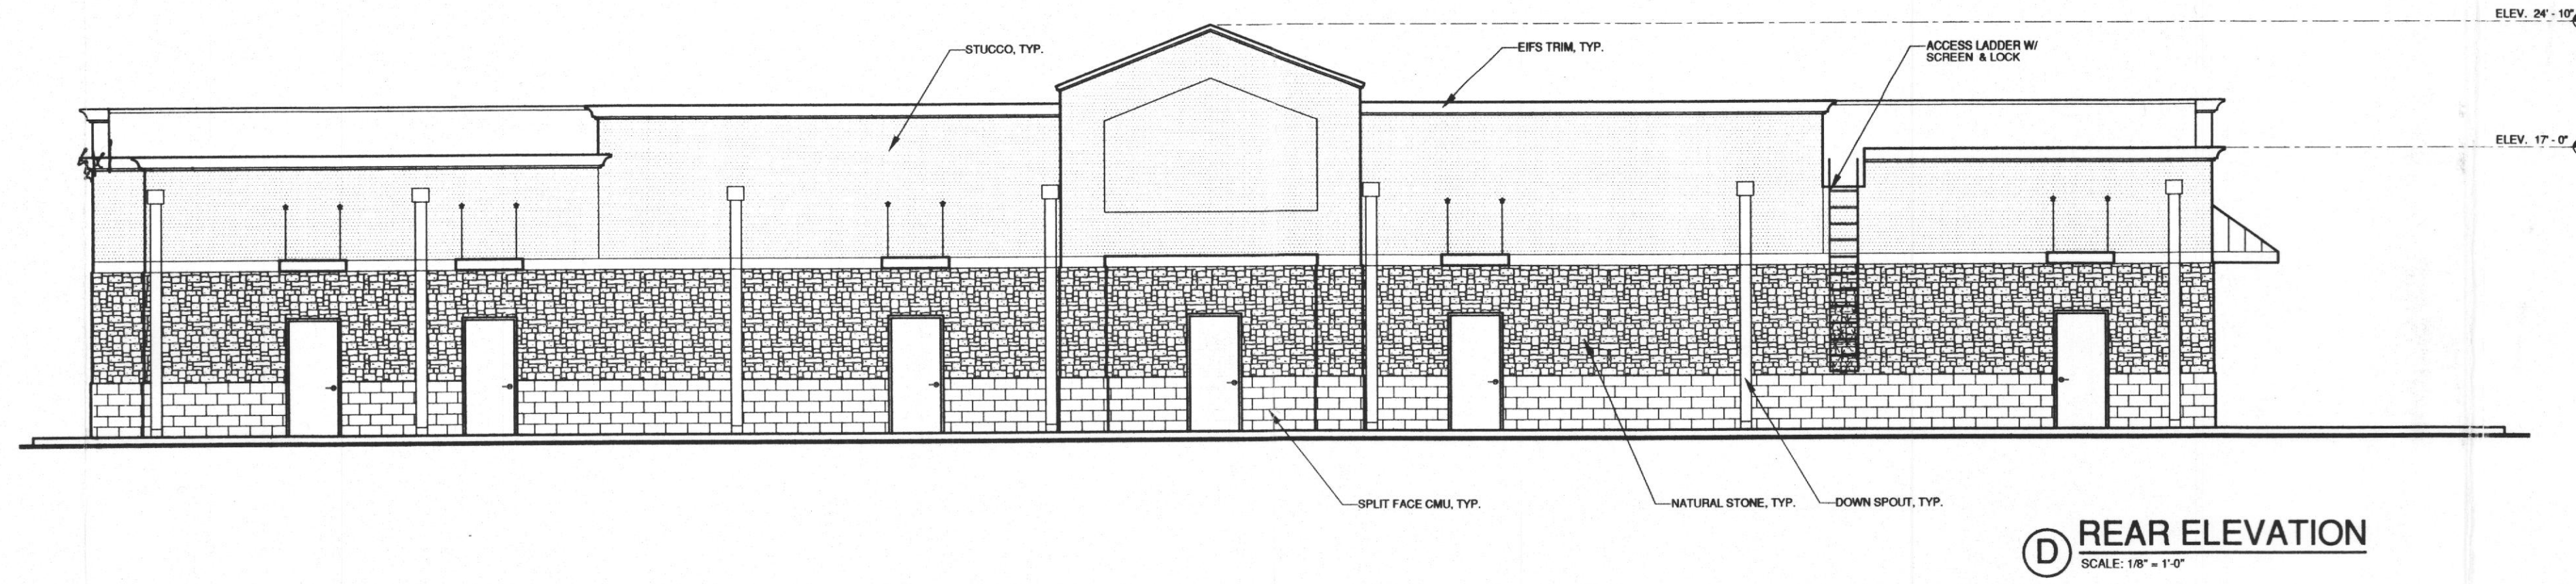 ELEV. 24' - 10"
STUCCO, TYP.
EIFS TRIM, TYP.
ACCESS LADDER W/
SCREEN & LOCK
ELEV. 17' - 0"
SPLIT FACE CMU, TYP.
NATURAL STONE, TYP.
DOWN SPOUT, TYP.
D
REAR ELEVATION
SCALE: 1/8" = 1'-0"